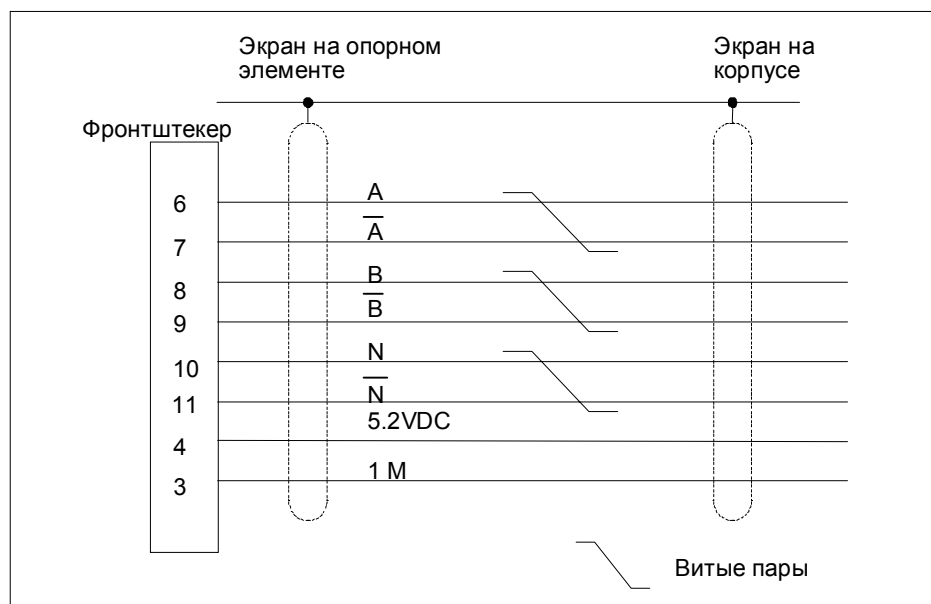 Экран на опорном
элементе
Экран на
корпусе
Фронтштекер
6
A
A̅
7
B
8
B̅
9
N
10
N̅
11
5.2VDC
4
1 M
3
Витые пары